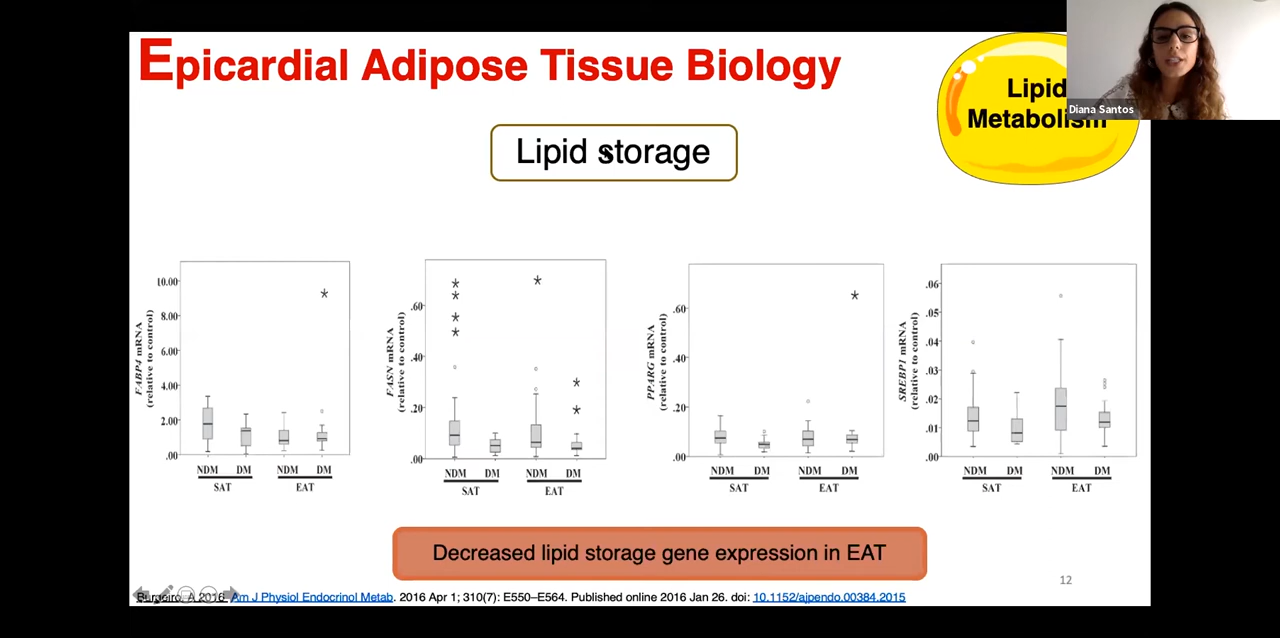 Epicardial Adipose Tissue Biology
Lipid
Metabolism
Diana Santos
Lipid storage
FABP4 mRNA
(relative to control)
10.00
8.00
6.00
4.00
2.00
.00
NDM DM NDM DM
SAT EAT
FASN mRNA
(relative to control)
.60
.40
.20
.00
NDM DM NDM DM
SAT EAT
PPARG mRNA
(relative to control)
.60
.40
.20
.00
NDM DM NDM DM
SAT EAT
SREBP1 mRNA
(relative to control)
.06
.05
.04
.03
.02
.01
.00
NDM DM NDM DM
SAT EAT
Decreased lipid storage gene expression in EAT
12
Burgeiro, A 2016. Am J Physiol Endocrinol Metab. 2016 Apr 1; 310(7): E550–E564. Published online 2016 Jan 26. doi: 10.1152/ajpendo.00384.2015